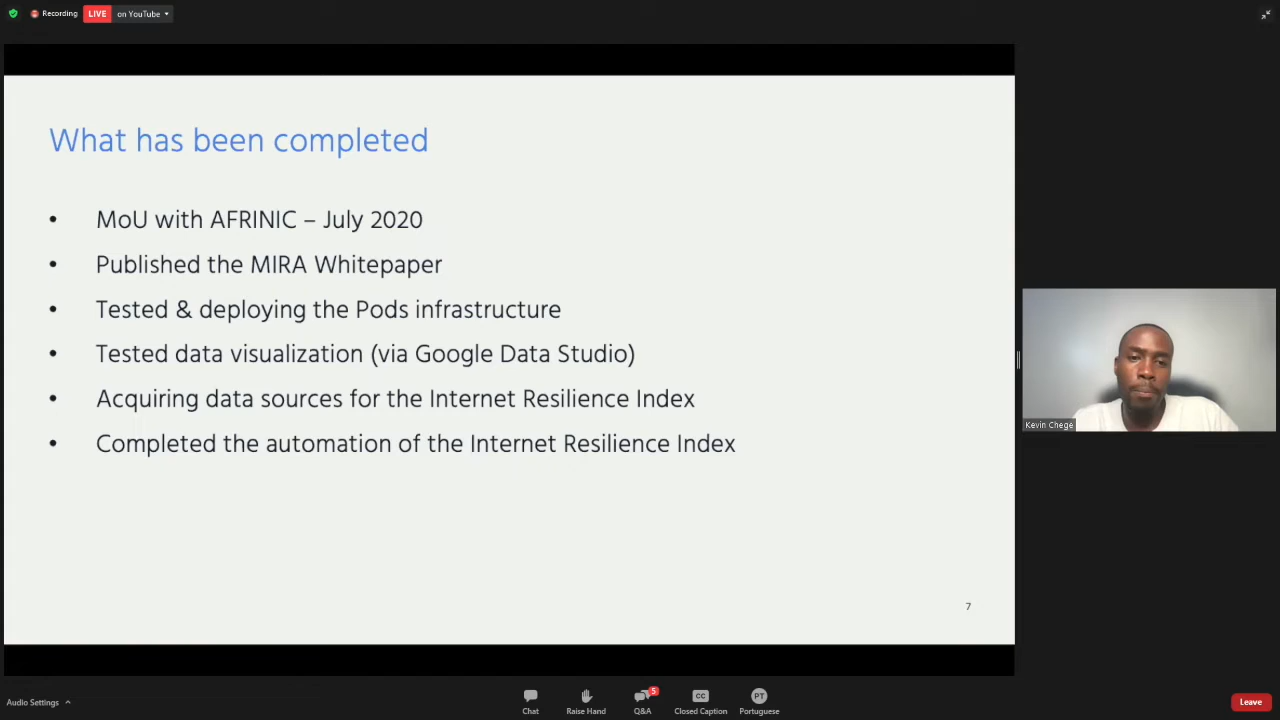 Recording
LIVE
on YouTube
What has been completed
• MoU with AFRINIC – July 2020
• Published the MIRA Whitepaper
• Tested & deploying the Pods infrastructure
• Tested data visualization (via Google Data Studio)
• Acquiring data sources for the Internet Resilience Index
• Completed the automation of the Internet Resilience Index
7
Kevin Chege
Audio Settings
Chat
Raise Hand
5
Q&A
CC
Closed Caption
PT
Portuguese
Leave